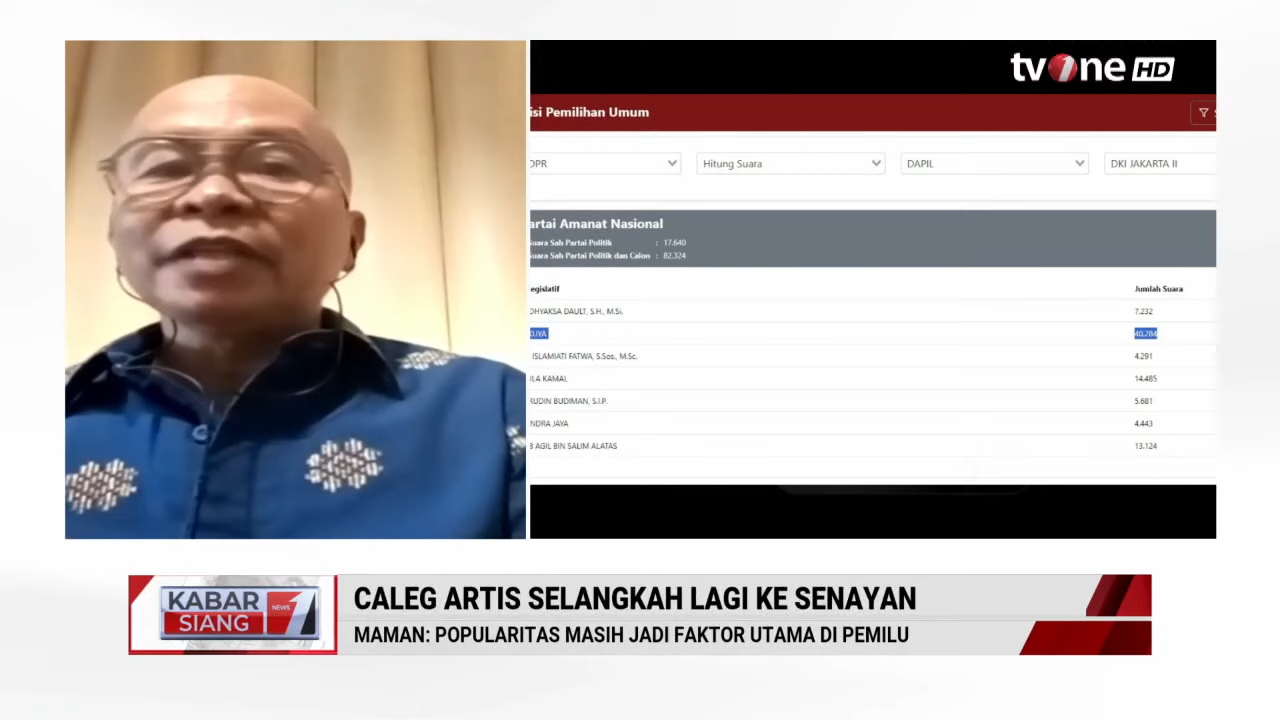 tvOne HD
isi Pemilihan Umum
DPR
Hitung Suara
DAPIL
DKI JAKARTA II
artai Amanat Nasional
uara Sah Partai Politik : 17.640
uara Sah Partai Politik dan Calon : 82.324
egislatif Jumlah Suara
DHYAKSA DAULT, S.H., M.Si. 7.232
KUYA 40.284
ISLAMIATI FATWA, S.Sos., M.Sc. 4.291
LA KAMAL 14.485
RUDIN BUDIMAN, S.I.P. 5.681
NDRA JAYA 4.443
B AGIL BIN SALIM ALATAS 13.124
KABAR
SIANG
NEWS 1
CALEG ARTIS SELANGKAH LAGI KE SENAYAN
MAMAN: POPULARITAS MASIH JADI FAKTOR UTAMA DI PEMILU